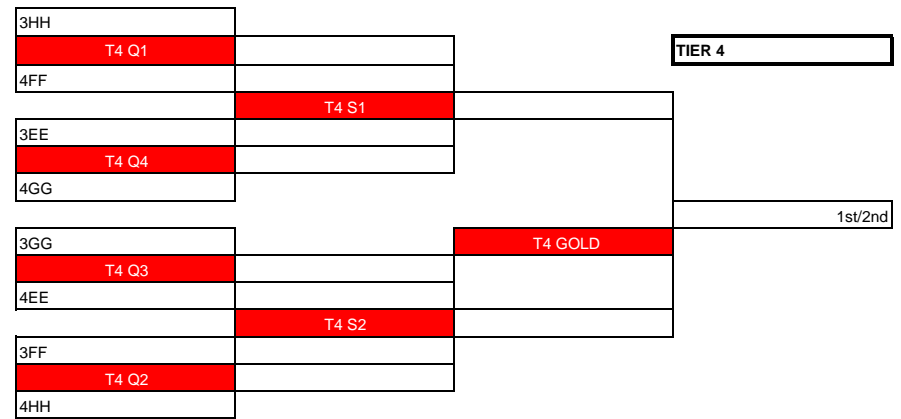 3HH
T4 Q1
TIER 4
4FF
T4 S1
3EE
T4 Q4
4GG
1st/2nd
3GG
T4 GOLD
T4 Q3
4EE
T4 S2
3FF
T4 Q2
4HH